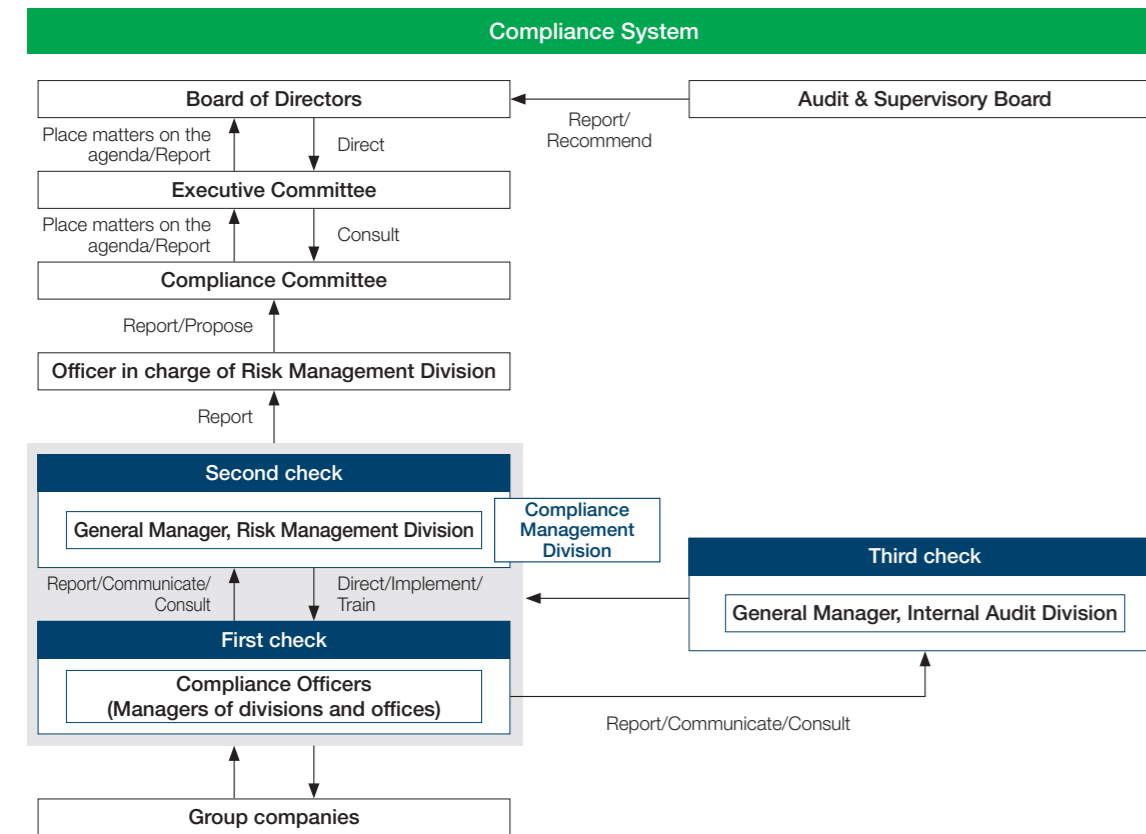 Compliance System
Board of Directors
Audit & Supervisory Board
Place matters on the
agenda/Report
Direct
Report/
Recommend
Executive Committee
Place matters on the
agenda/Report
Consult
Compliance Committee
Report/Propose
Officer in charge of Risk Management Division
Report
Second check
General Manager, Risk Management Division
Compliance
Management
Division
Third check
General Manager, Internal Audit Division
Report/Communicate/
Consult
Direct/Implement/
Train
First check
Compliance Officers
(Managers of divisions and offices)
Report/Communicate/Consult
Group companies